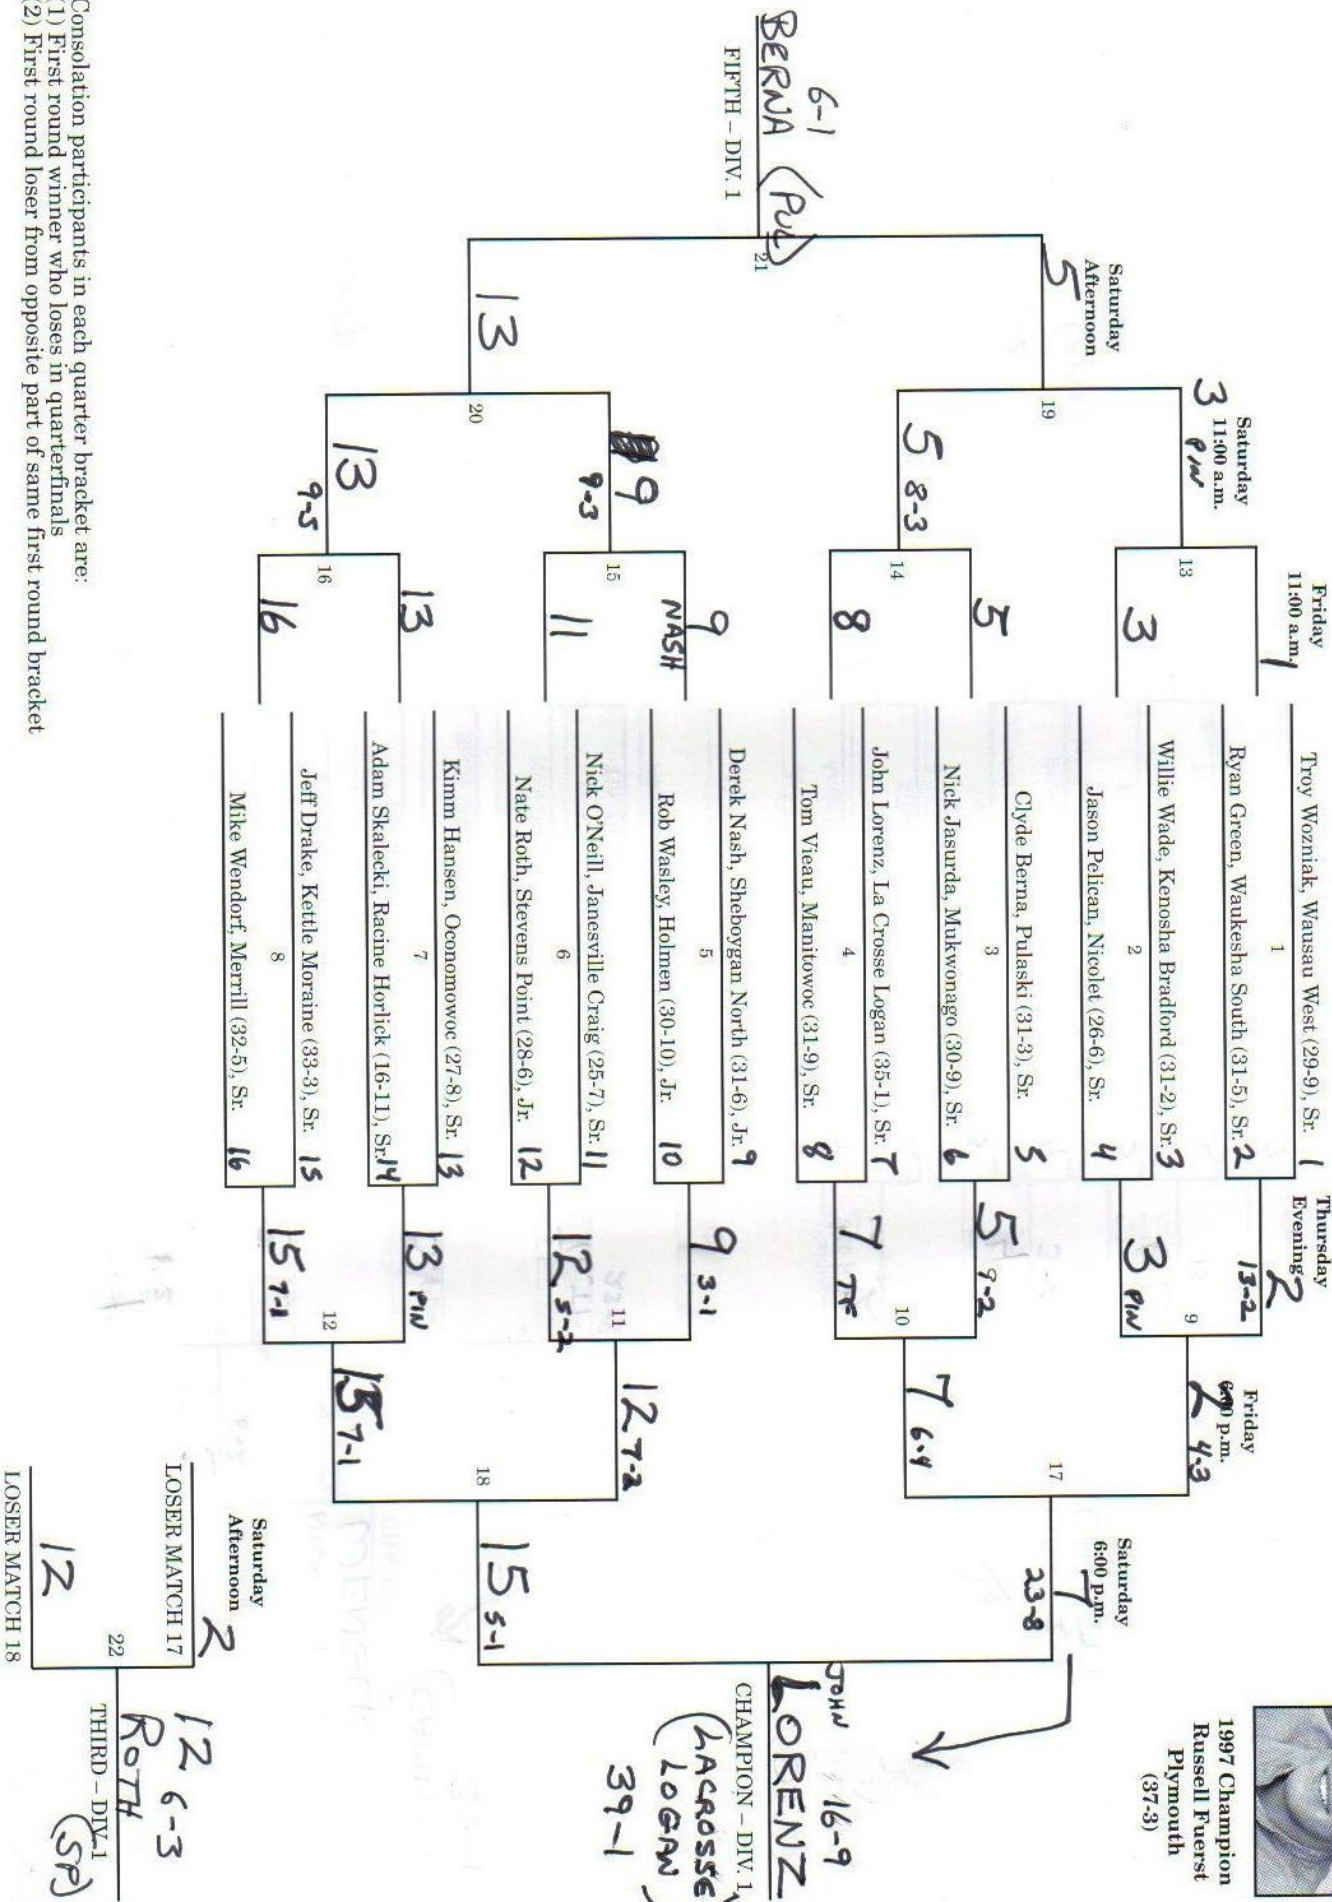 Friday
11:00 a.m.
1
Saturday
11:00 a.m.
3
PIN
Saturday
Afternoon
5
13
3
19
5
5 8-3
14
8
21
BERNA (PUL)
6-1
FIFTH – DIV. 1
9
NASH
9
9-3
15
11
13
20
13
13
9-5
16
16
Troy Wozniak, Wausau West (29-9), Sr. 1
1
Ryan Green, Waukesha South (31-5), Sr. 2
Willie Wade, Kenosha Bradford (31-2), Sr. 3
2
Jason Pelican, Nicolet (26-6), Sr. 4
Clyde Berna, Pulaski (31-3), Sr. 5
3
Nick Jasurda, Mukwonago (30-9), Sr. 6
John Lorenz, La Crosse Logan (35-1), Sr. 7
4
Tom Vieau, Manitowoc (31-9), Sr. 8
Derek Nash, Sheboygan North (31-6), Jr. 9
5
Rob Wasley, Holmen (30-10), Jr. 10
Nick O'Neill, Janesville Craig (25-7), Sr. 11
6
Nate Roth, Stevens Point (28-6), Jr. 12
Kimm Hansen, Oconomowoc (27-8), Sr. 13
7
Adam Skalecki, Racine Horlick (16-11), Sr. 14
Jeff Drake, Kettle Moraine (33-3), Sr. 15
8
Mike Wendorf, Merrill (32-5), Sr. 16
Thursday
Evening
2
13-2
9
3 PIN
5 9-2
10
7 TF
9 3-1
11
12 5-2
13 PIN
12
15
Friday
6:00 p.m.
2 4-3
17
7 6-4
12 7-2
18
15 7-1
Saturday
6:00 p.m.
7
23-8
15 5-1
JOHN 16-9
LORENZ
CHAMPION – DIV. 1
(LACROSSE
LOGAN)
39-1
1997 Champion
Russell Fuerst
Plymouth
(37-3)
Saturday
Afternoon
2
LOSER MATCH 17
22
12
LOSER MATCH 18
12 6-3
ROTH
THIRD – DIV. 1
(SP)
Consolation participants in each quarter bracket are:
(1) First round winner who loses in quarterfinals
(2) First round loser from opposite part of same first round bracket